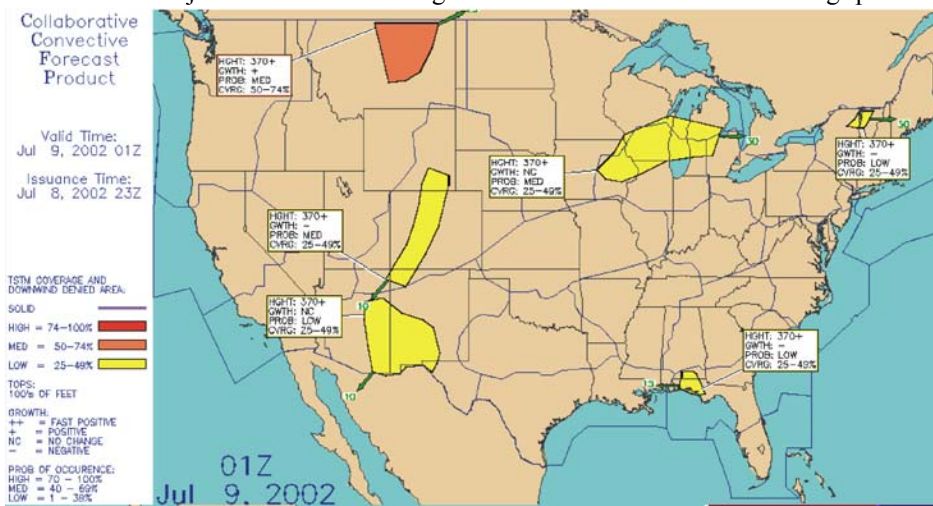 Collaborative
Convective
Forecast
Product
Valid Time:
Jul 9, 2002 01Z
Issuance Time:
Jul 8, 2002 23Z
TSTM COVERAGE AND
DOWNWIND DENIED AREA:
SOLID
HIGH = 74-100%
MED = 50-74%
LOW = 25-49%
TOPS:
100's OF FEET
GROWTH:
++ = FAST POSITIVE
+ = POSITIVE
NC = NO CHANGE
- = NEGATIVE
PROB OF OCCURENCE:
HIGH = 70 - 100%
MED = 40 - 69%
LOW = 1 - 39%
HGHT: 370+
GWTH: +
PROB: MED
CVRG: 50-74%
HGHT: 370+
GWTH: NC
PROB: MED
CVRG: 25-49%
50
HGHT: 370+
GWTH: -
PROB: LOW
CVRG: 25-49%
50
HGHT: 370+
GWTH: -
PROB: MED
CVRG: 25-49%
10
HGHT: 370+
GWTH: NC
PROB: LOW
CVRG: 25-49%
10
HGHT: 370+
GWTH: -
PROB: LOW
CVRG: 25-49%
15
01Z
Jul 9, 2002